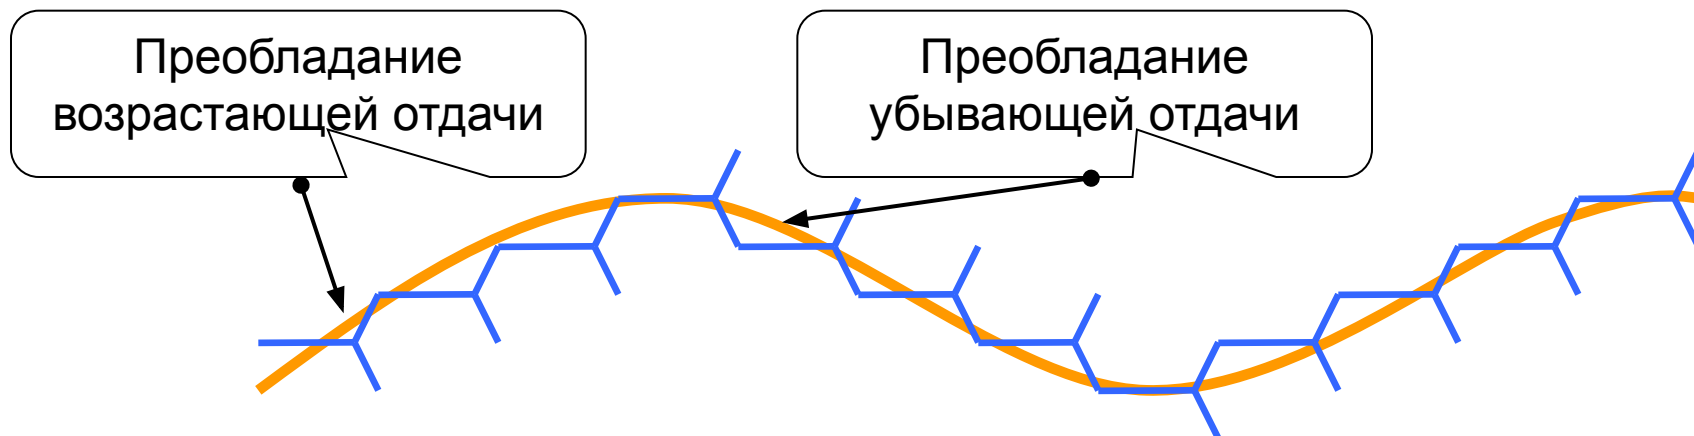 Преобладание
возрастающей отдачи
Преобладание
убывающей отдачи